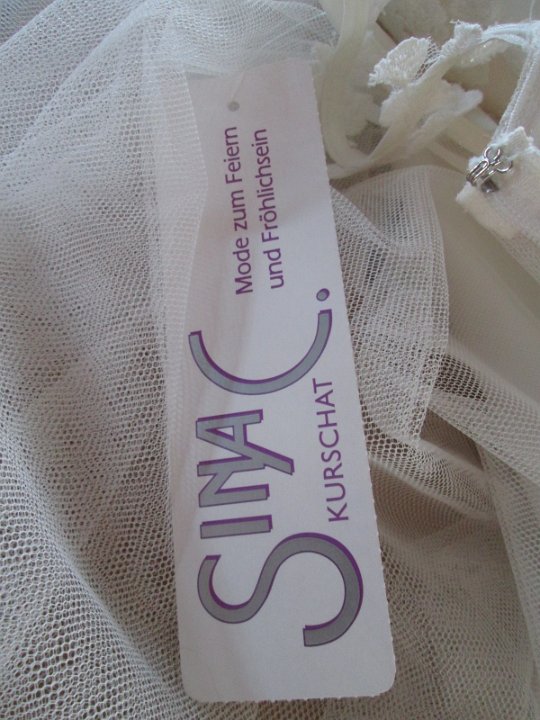 SINA C.
KURSCHAT
Mode zum Feiern
und Fröhlichsein